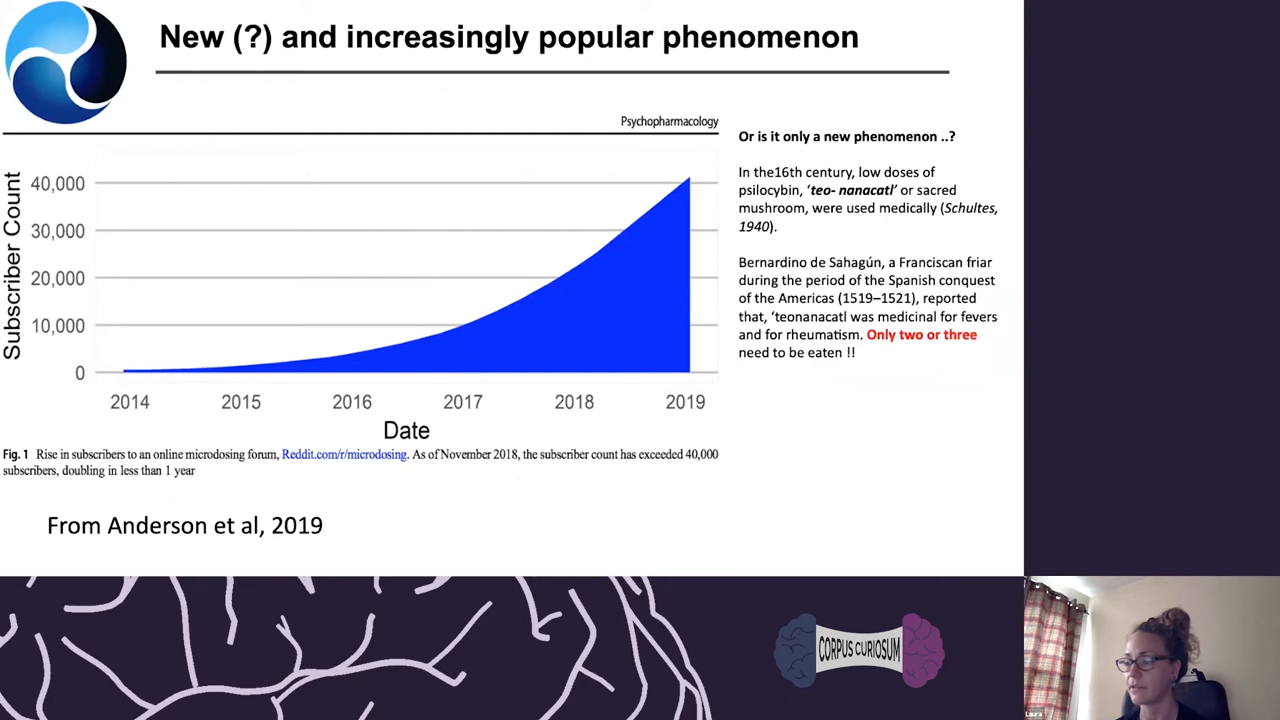 New (?) and increasingly popular phenomenon
Psychopharmacology
Subscriber Count
40,000
30,000
20,000
10,000
0
2014 2015 2016 2017 2018 2019
Date
Fig. 1 Rise in subscribers to an online microdosing forum, Reddit.com/r/microdosing. As of November 2018, the subscriber count has exceeded 40,000
subscribers, doubling in less than 1 year
From Anderson et al, 2019
Or is it only a new phenomenon ..?
In the16th century, low doses of
psilocybin, ‘teo- nanacatl’ or sacred
mushroom, were used medically (Schultes,
1940).
Bernardino de Sahagún, a Franciscan friar
during the period of the Spanish conquest
of the Americas (1519–1521), reported
that, ‘teonanacatl was medicinal for fevers
and for rheumatism. Only two or three
need to be eaten !!
CORPUS CURIOSUM
Laura